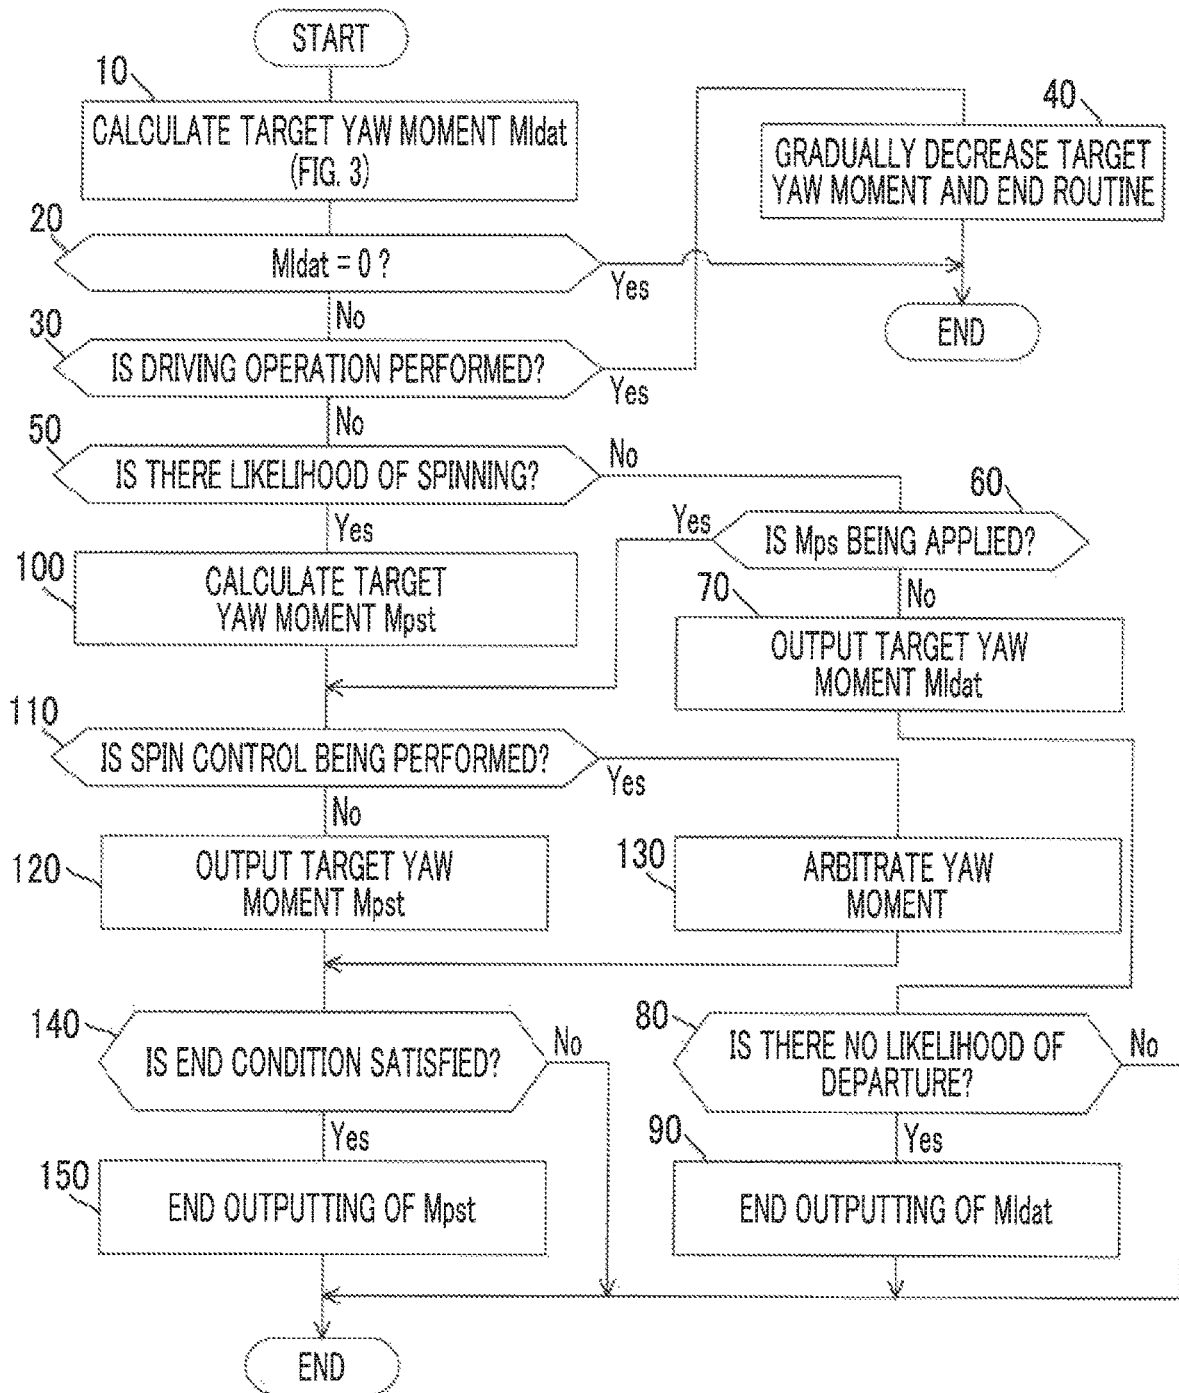 START
10
CALCULATE TARGET YAW MOMENT Mldat
(FIG. 3)
40
GRADUALLY DECREASE TARGET
YAW MOMENT AND END ROUTINE
20
Mldat = 0 ?
Yes
No
END
30
IS DRIVING OPERATION PERFORMED?
Yes
No
50
IS THERE LIKELIHOOD OF SPINNING?
No
Yes
60
IS Mps BEING APPLIED?
Yes
No
100
CALCULATE TARGET
YAW MOMENT Mpst
70
OUTPUT TARGET YAW
MOMENT Mldat
110
IS SPIN CONTROL BEING PERFORMED?
Yes
No
120
OUTPUT TARGET YAW
MOMENT Mpst
130
ARBITRATE YAW
MOMENT
140
IS END CONDITION SATISFIED?
No
Yes
80
IS THERE NO LIKELIHOOD OF
DEPARTURE?
No
Yes
150
END OUTPUTTING OF Mpst
90
END OUTPUTTING OF Mldat
END